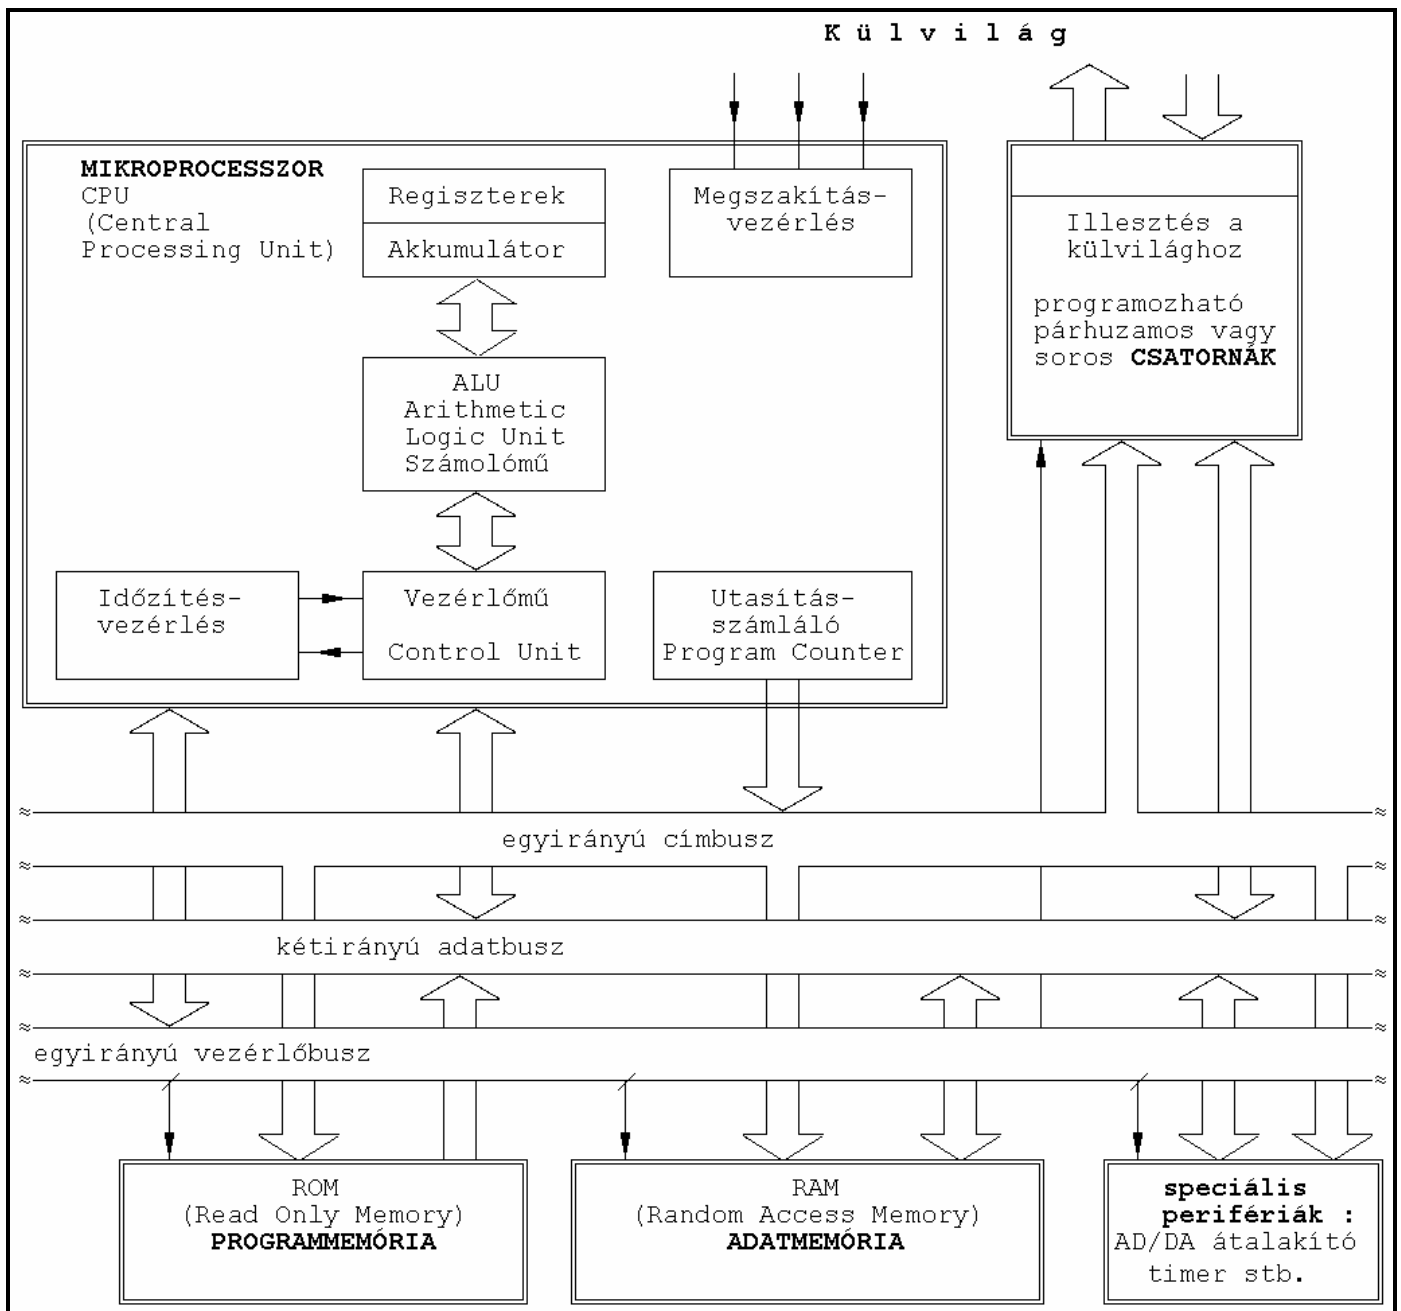 Külvilág
MIKROPROCESSZOR
CPU
(Central
Processing Unit)
Regiszterek
Akkumulátor
Megszakítás-
vezérlés
Illesztés a
külvilághoz
programozható
párhuzamos vagy
soros CSATORNÁK
ALU
Arithmetic
Logic Unit
Számolómű
Időzítés-
vezérlés
Vezérlőmű
Control Unit
Utasítás-
számláló
Program Counter
egyirányú címbusz
kétirányú adatbusz
egyirányú vezérlőbusz
ROM
(Read Only Memory)
PROGRAMMEMÓRIA
RAM
(Random Access Memory)
ADATMEMÓRIA
speciális
perifériák :
AD/DA átalakító
timer stb.